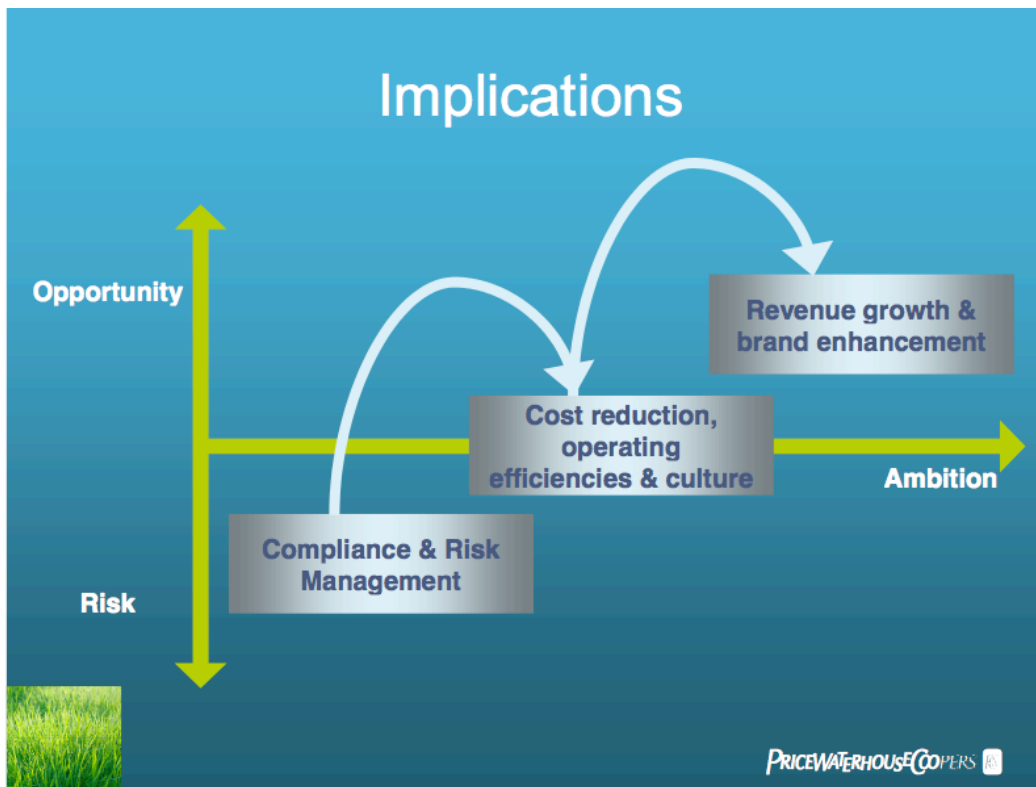 Implications
Opportunity
Revenue growth &
brand enhancement
Cost reduction,
operating
efficiencies & culture
Ambition
Compliance & Risk
Management
Risk
PRICEWATERHOUSECOOPERS